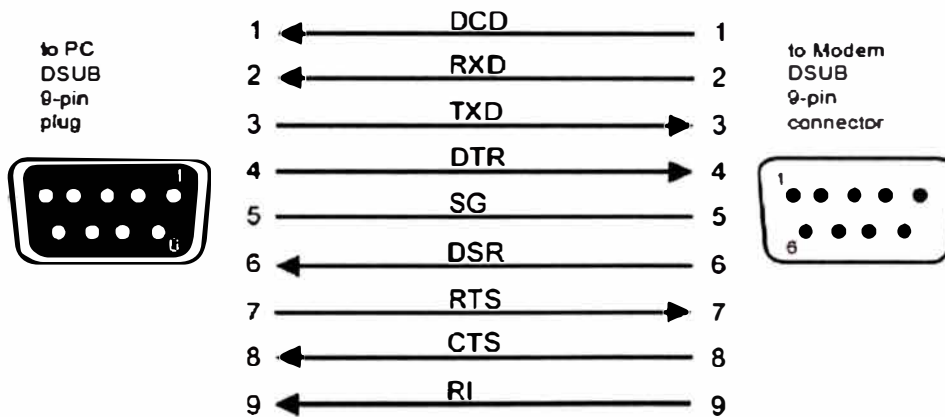 to PC
DSUB
9-pin
plug
1
6
1 DCD 1
2 RXD 2
3 TXD 3
4 DTR 4
5 SG 5
6 DSR 6
7 RTS 7
8 CTS 8
9 RI 9
to Modem
DSUB
9-pin
connector
1
6